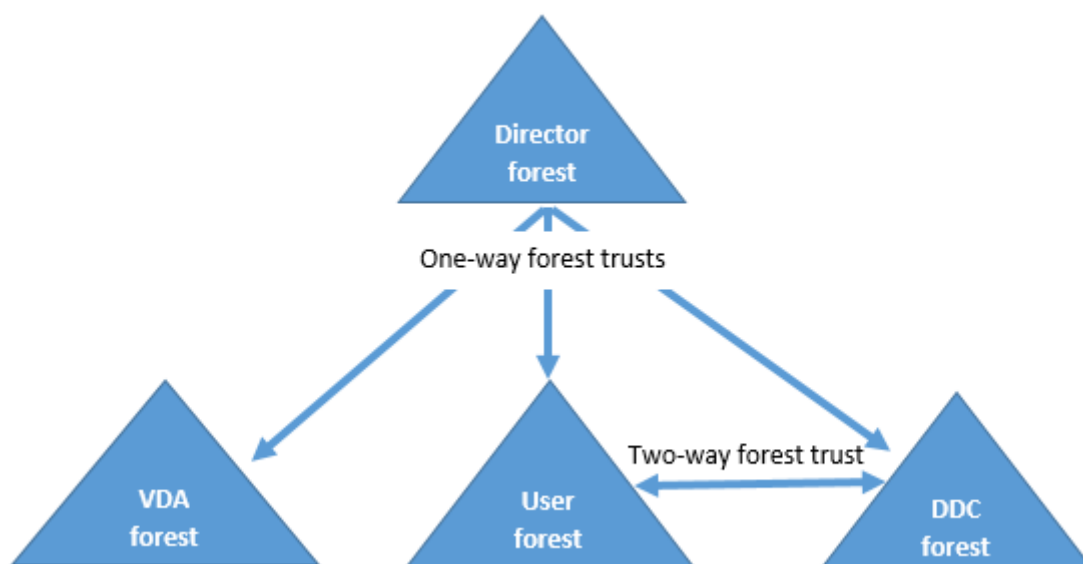 Director
forest
One-way forest trusts
Two-way forest trust
VDA
forest
User
forest
DDC
forest